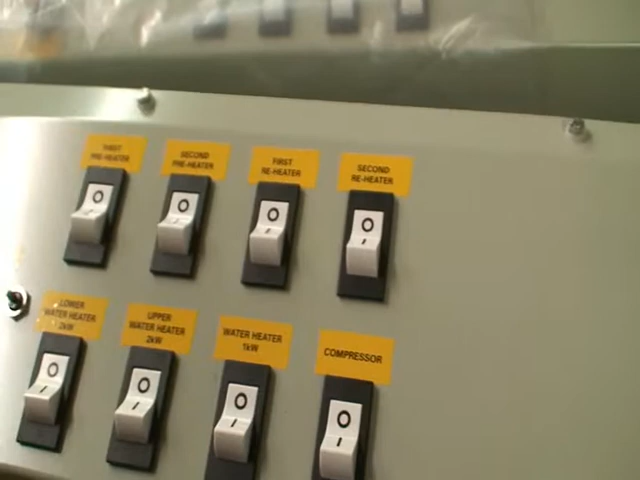 FIRST
PRE-HEATER
SECOND
PRE-HEATER
FIRST
RE-HEATER
SECOND
RE-HEATER
O
I
O
I
O
I
O
I
LOWER
WATER HEATER
2kW
UPPER
WATER HEATER
2kW
WATER HEATER
1kW
COMPRESSOR
O
I
O
I
O
I
O
I